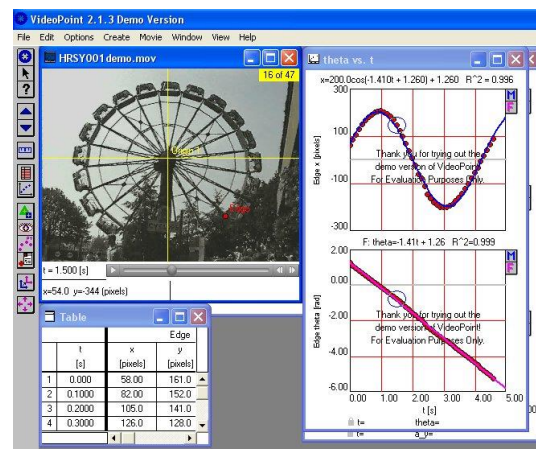 VideoPoint 2.1.3 Demo Version
File Edit Options Create Movie Window View Help
HRSY001demo.mov
16 of 47
t = 1.500 [s]
x=54.0 y=-344 (pixels)
Table
Edge
t x y
[s] [pixels] [pixels]
1 0.000 58.00 161.0
2 0.1000 82.00 152.0
3 0.2000 105.0 141.0
4 0.3000 126.0 128.0
theta vs. t
x=200.0cos(-1.410t + 1.260) + 1.260 R^2 = 0.996
M
F
300
100
-100
-300
Edge x [pixels]
Thank you for trying out the
demo version of VideoPoint!
For Evaluation Purposes Only.
F: theta=-1.41t + 1.26 R^2=0.999
M
F
2.00
0.00
-2.00
-4.00
-6.00
Edge theta [rad]
Thank you for trying out the
demo version of VideoPoint!
For Evaluation Purposes Only.
0.00 1.00 2.00 3.00 4.00 5.00
t [s]
t= theta=
t= a_y=